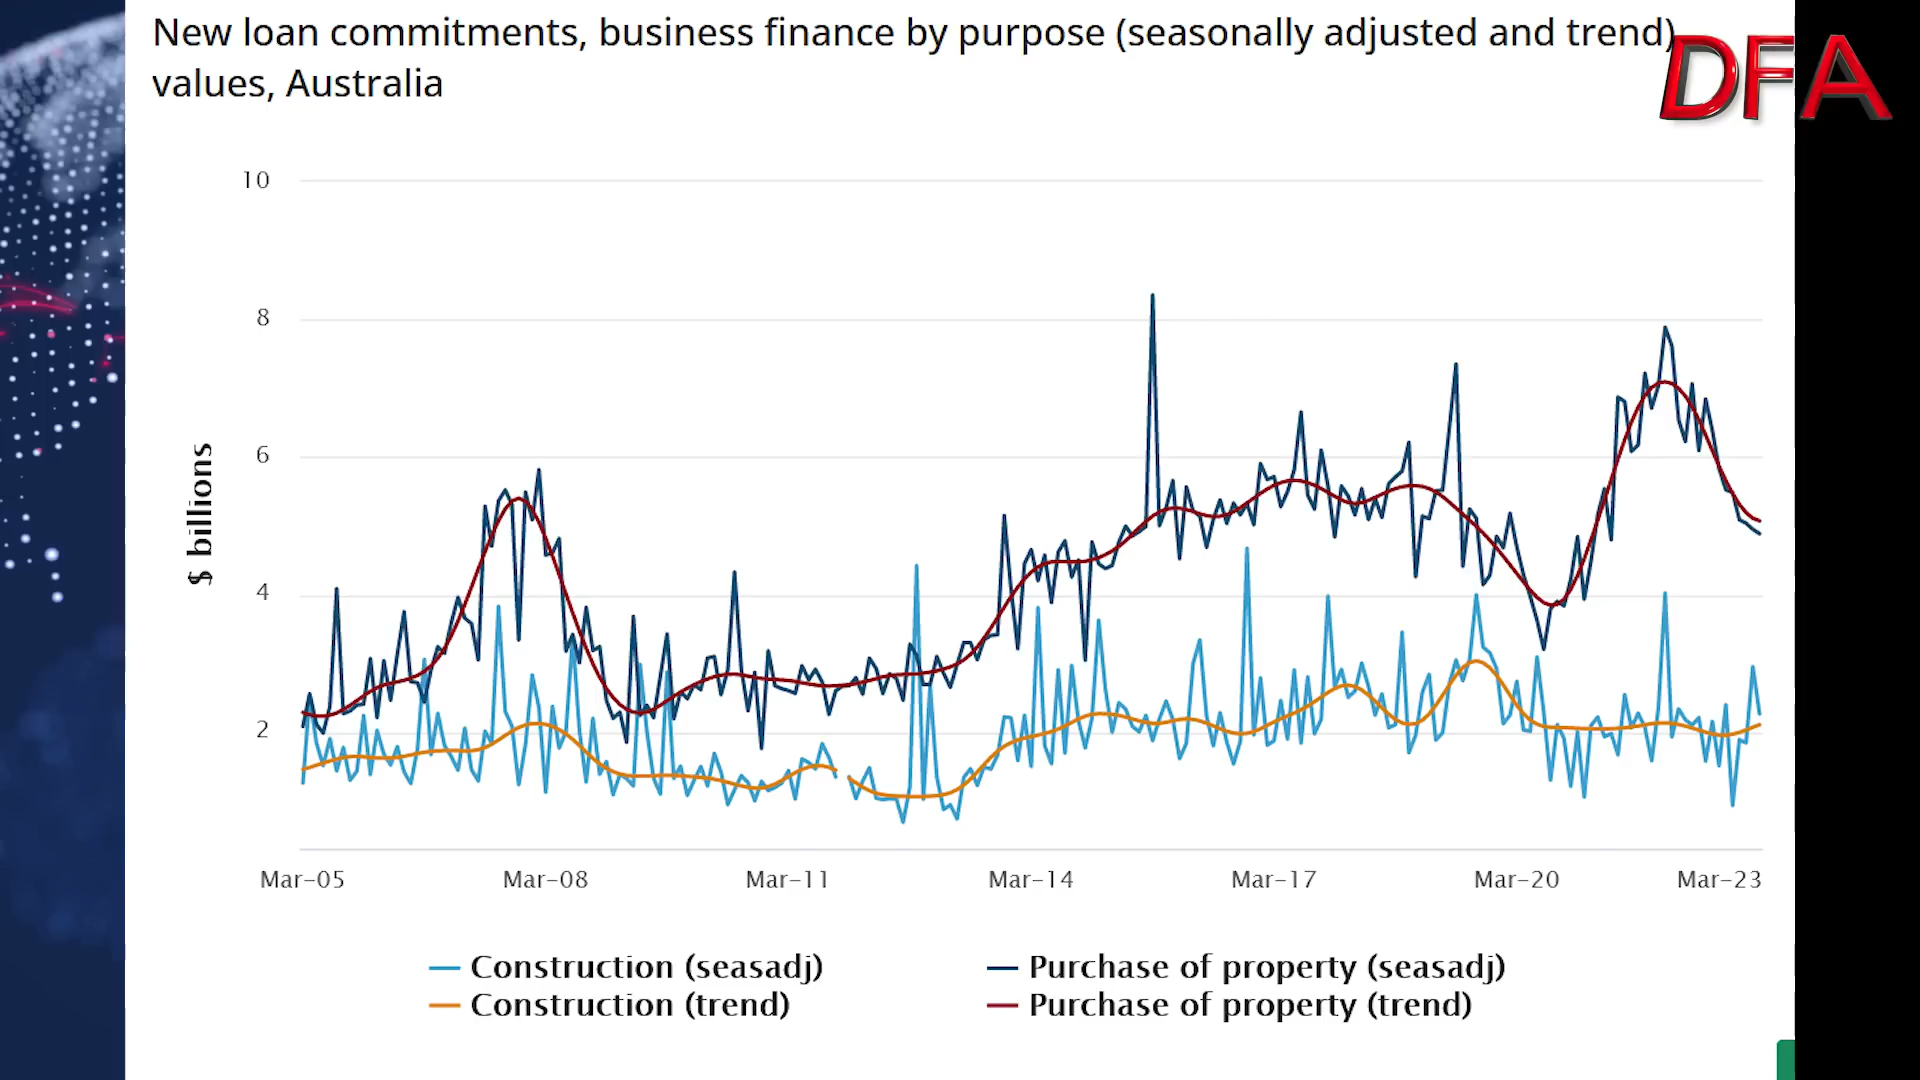 New loan commitments, business finance by purpose (seasonally adjusted and trend),
values, Australia
DFA
10
8
6
4
2
$ billions
Mar-05 Mar-08 Mar-11 Mar-14 Mar-17 Mar-20 Mar-23
Construction (seasadj) Purchase of property (seasadj)
Construction (trend) Purchase of property (trend)